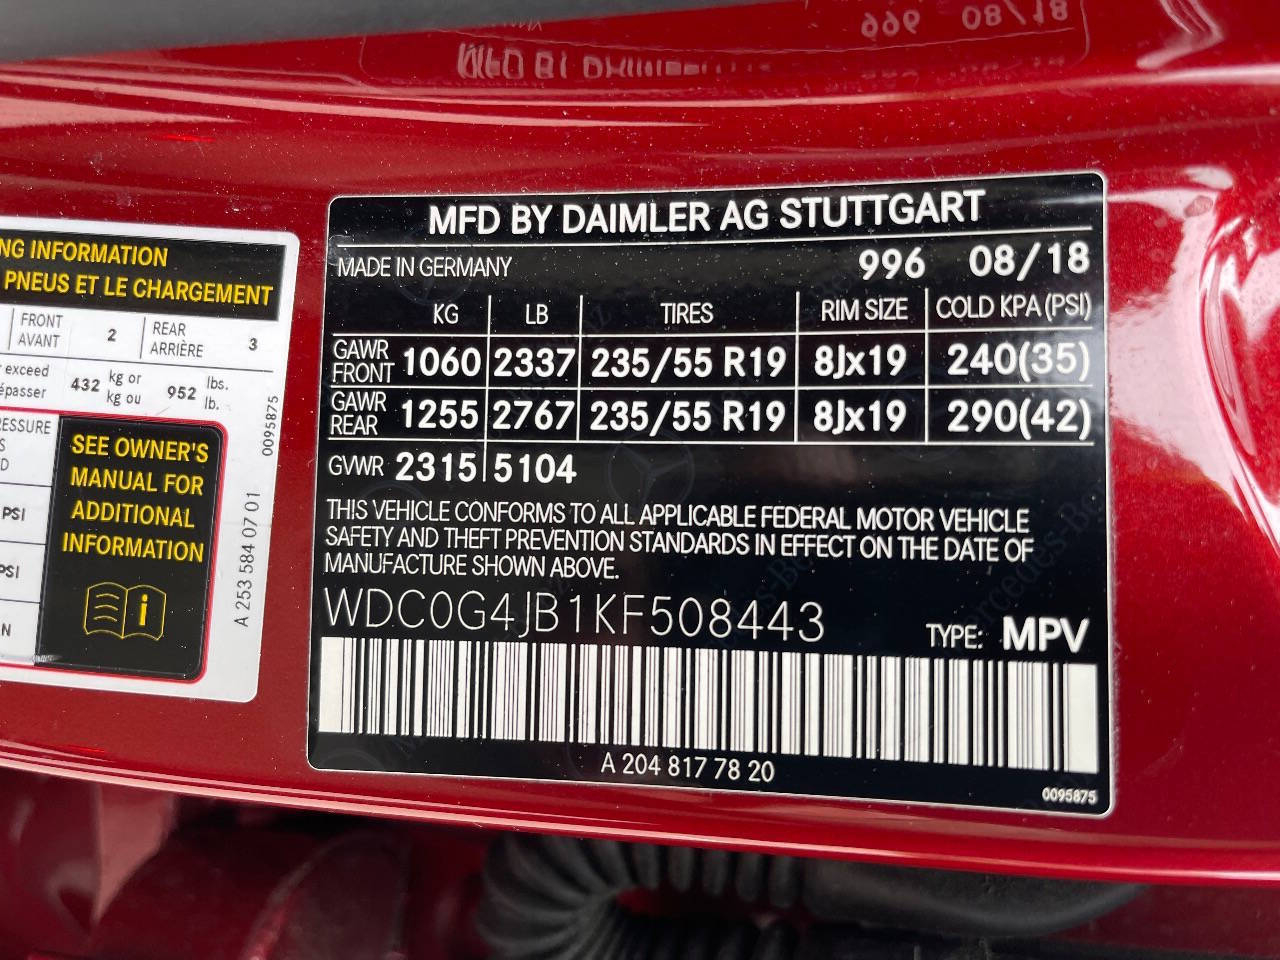 NG INFORMATION
PNEUS ET LE CHARGEMENT
FRONT
AVANT
2
REAR
ARRIÈRE
3
exceed
432 kg or
kg ou
952 lbs.
lb.
SEE OWNER'S
MANUAL FOR
ADDITIONAL
INFORMATION
i
PSI
PSI
A 253 584 07 01
0095875
MFD BY DAIMLER AG STUTTGART
MADE IN GERMANY 996 08/18
KG LB TIRES RIM SIZE COLD KPA (PSI)
GAWR FRONT 1060 2337 235/55 R19 8Jx19 240(35)
GAWR REAR 1255 2767 235/55 R19 8Jx19 290(42)
GVWR 2315 5104
THIS VEHICLE CONFORMS TO ALL APPLICABLE FEDERAL MOTOR VEHICLE
SAFETY AND THEFT PREVENTION STANDARDS IN EFFECT ON THE DATE OF
MANUFACTURE SHOWN ABOVE.
WDC0G4JB1KF508443
TYPE: MPV
A 204 817 78 20
0095875